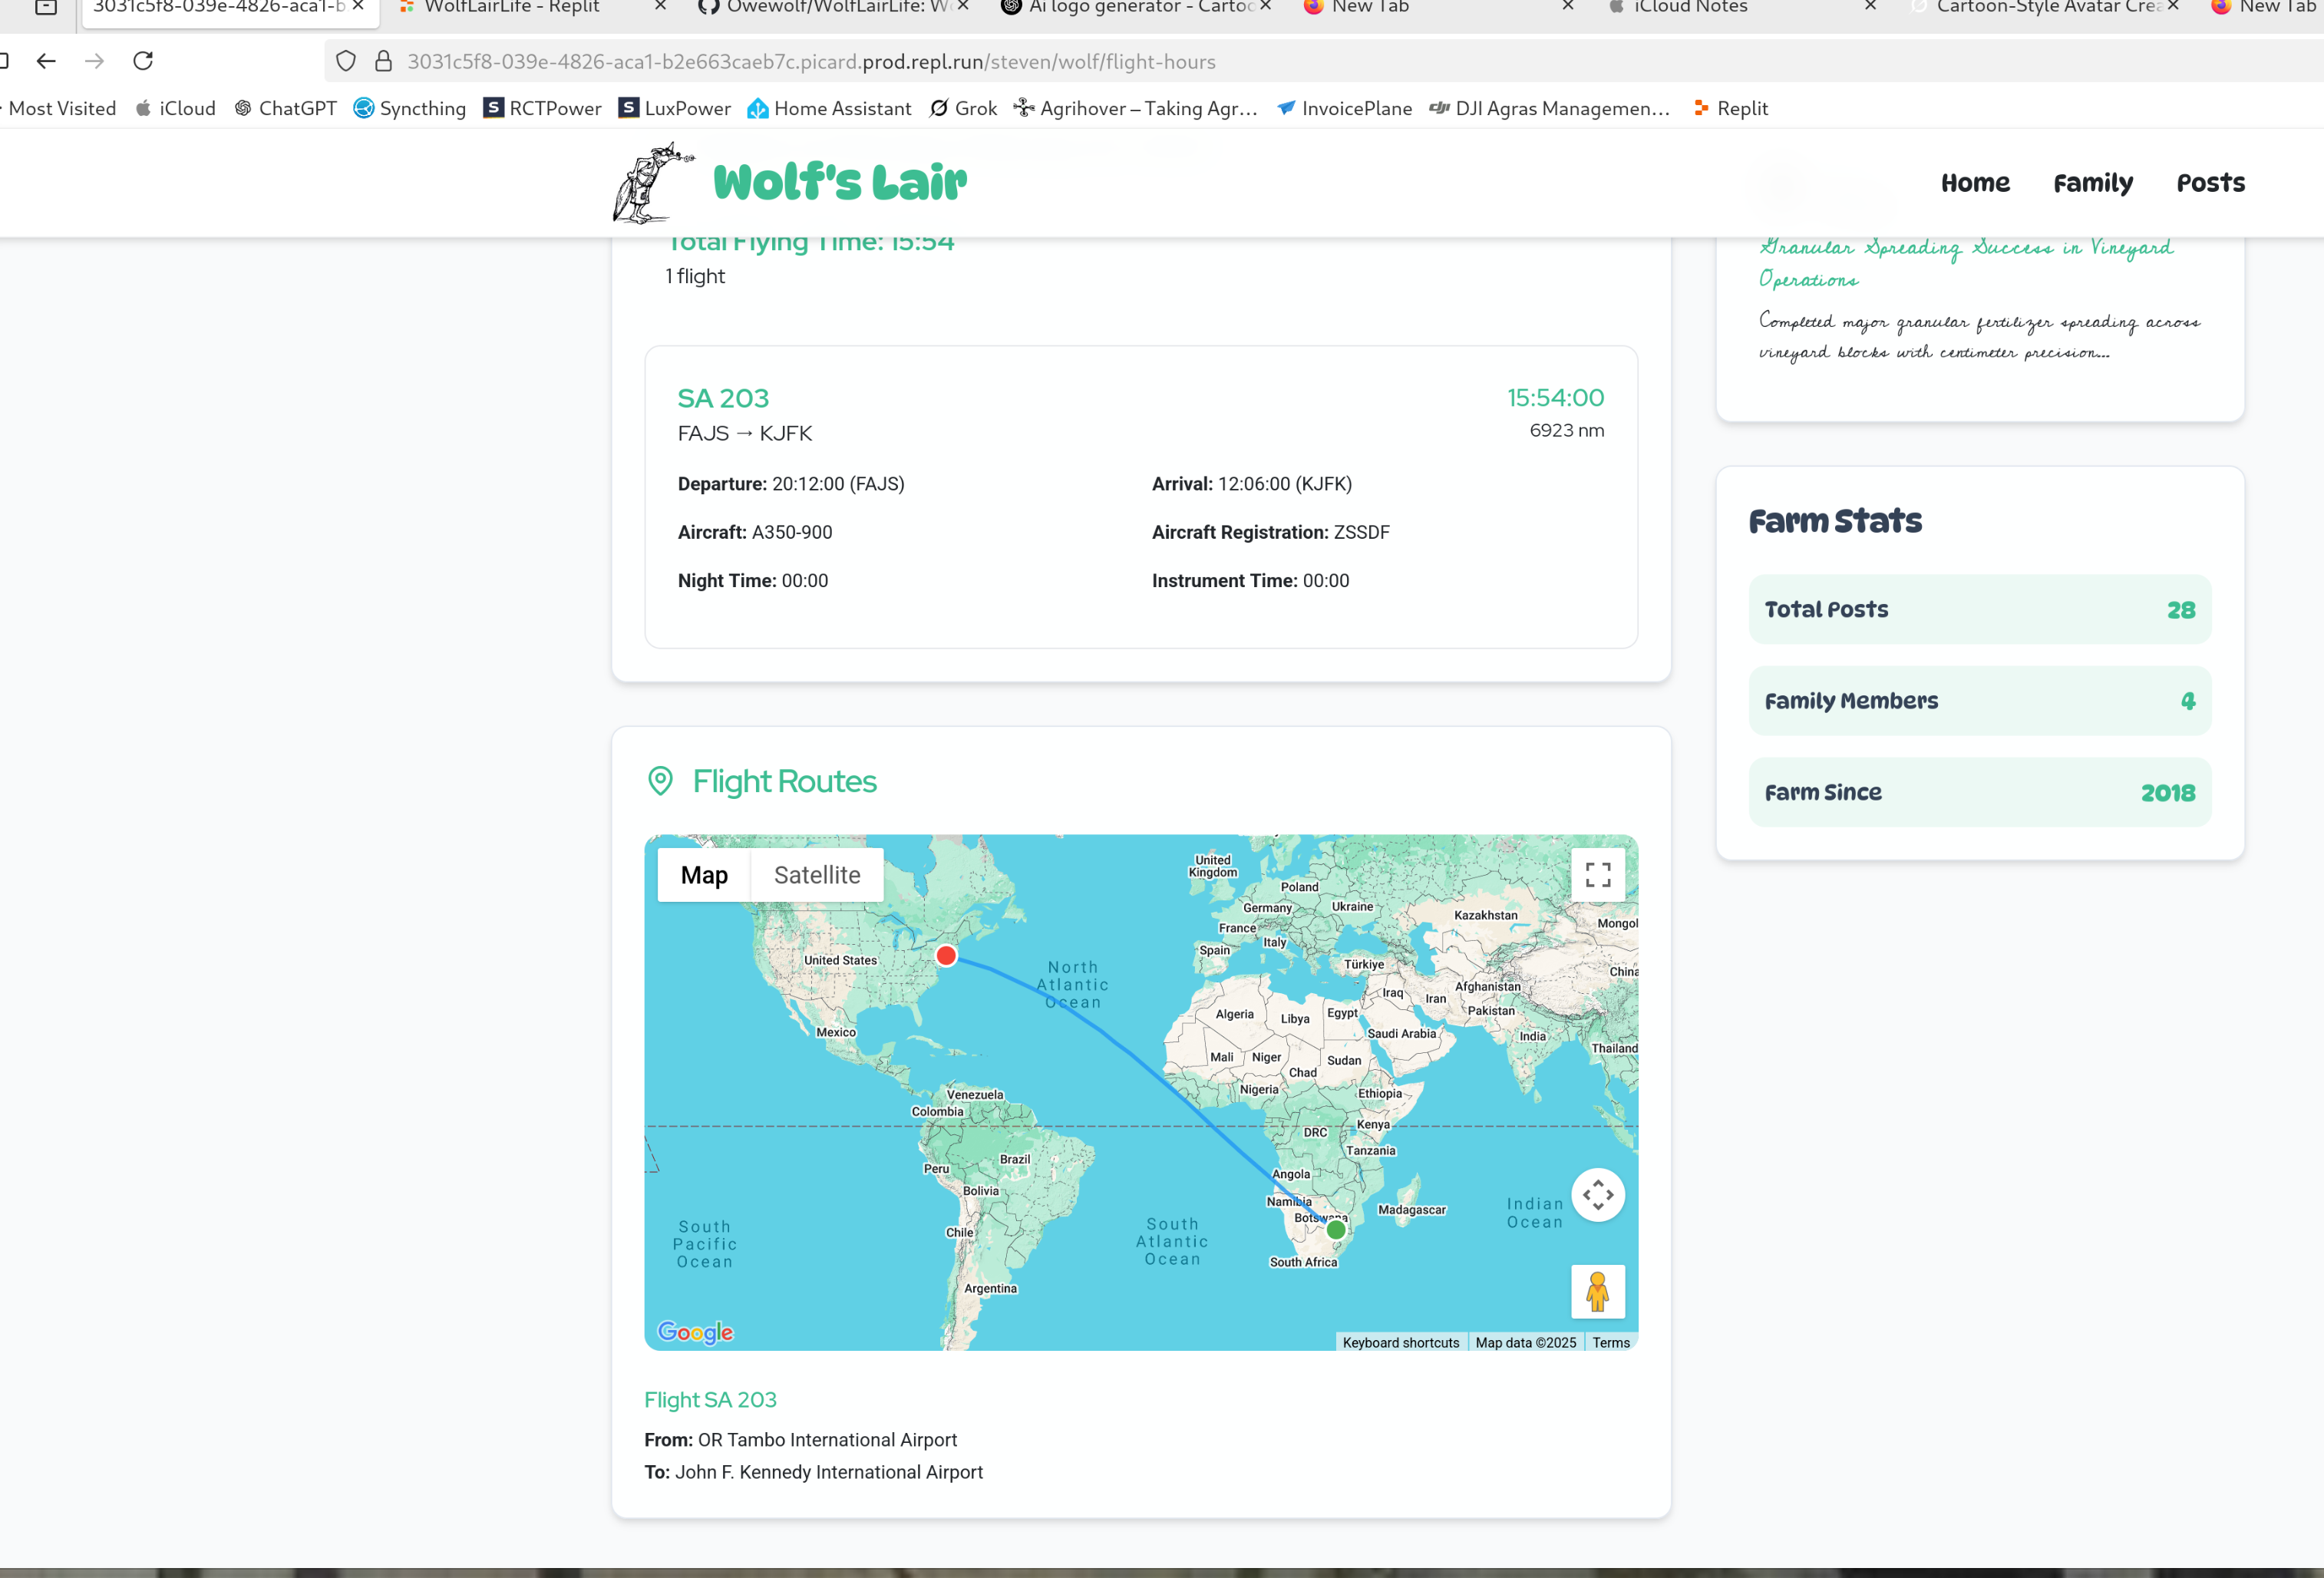 3031c5f8-039e-4826-aca1-b
WolfLairLife - Replit
Owewolf/WolfLairLife: W
Ai logo generator - Cartoo
New Tab
iCloud Notes
Cartoon-Style Avatar Crea
New Tab
3031c5f8-039e-4826-aca1-b2e663caeb7c.picard.prod.repl.run/steven/wolf/flight-hours
Most Visited
iCloud
ChatGPT
Syncthing
RCTPower
LuxPower
Home Assistant
Grok
Agrihover – Taking Agr...
InvoicePlane
DJI Agras Managemen...
Replit
Wolf's Lair
Home
Family
Posts
Total Flying Time: 15:54
1 flight
SA 203
15:54:00
FAJS → KJFK
6923 nm
Departure: 20:12:00 (FAJS)
Arrival: 12:06:00 (KJFK)
Aircraft: A350-900
Aircraft Registration: ZSSDF
Night Time: 00:00
Instrument Time: 00:00
Granular Spreading Success in Vineyard
Operations
Completed major granular fertilizer spreading across
vineyard blocks with centimeter precision...
Farm Stats
Total Posts
28
Family Members
4
Farm Since
2018
Flight Routes
Map
Satellite
United
Kingdom
Poland
Germany
Ukraine
Kazakhstan
France
Mongol
Italy
Spain
United States
North
Atlantic
Ocean
Türkiye
China
Iraq
Iran
Afghanistan
Algeria
Libya
Egypt
Pakistan
Mexico
Saudi Arabia
India
Mali
Niger
Sudan
Thailand
Chad
Nigeria
Ethiopia
Venezuela
Colombia
DRC
Kenya
Tanzania
Brazil
Peru
Angola
Bolivia
Namibia
Madagascar
Indian
Ocean
Botswana
South
Pacific
Ocean
South
Atlantic
Ocean
Chile
South Africa
Argentina
Google
Keyboard shortcuts
Map data ©2025
Terms
Flight SA 203
From: OR Tambo International Airport
To: John F. Kennedy International Airport